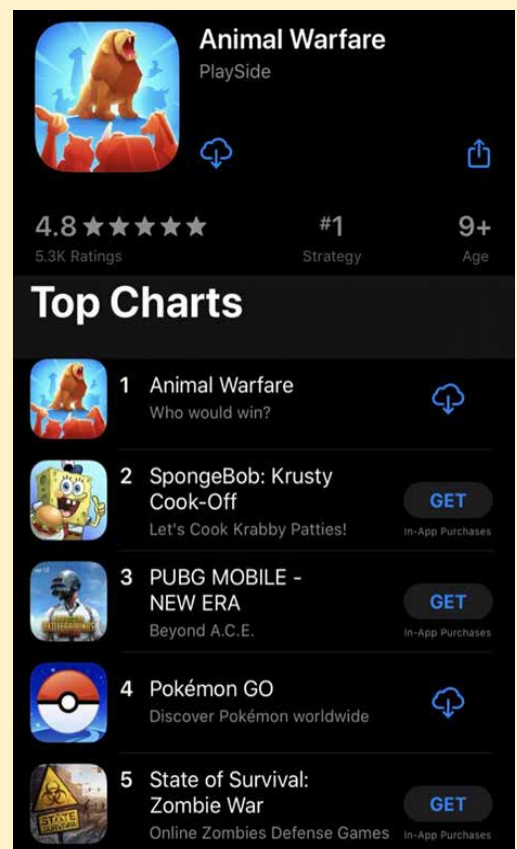 Animal Warfare
PlaySide
4.8 ★★★★★ #1 9+
5.3K Ratings Strategy Age
Top Charts
1 Animal Warfare
Who would win?
2 SpongeBob: Krusty
Cook-Off
GET
Let's Cook Krabby Patties!
In-App Purchases
3 PUBG MOBILE -
NEW ERA
GET
Beyond A.C.E.
In-App Purchases
4 Pokémon GO
Discover Pokémon worldwide
5 State of Survival:
Zombie War
GET
Online Zombies Defense Games
In-App Purchases
STATE